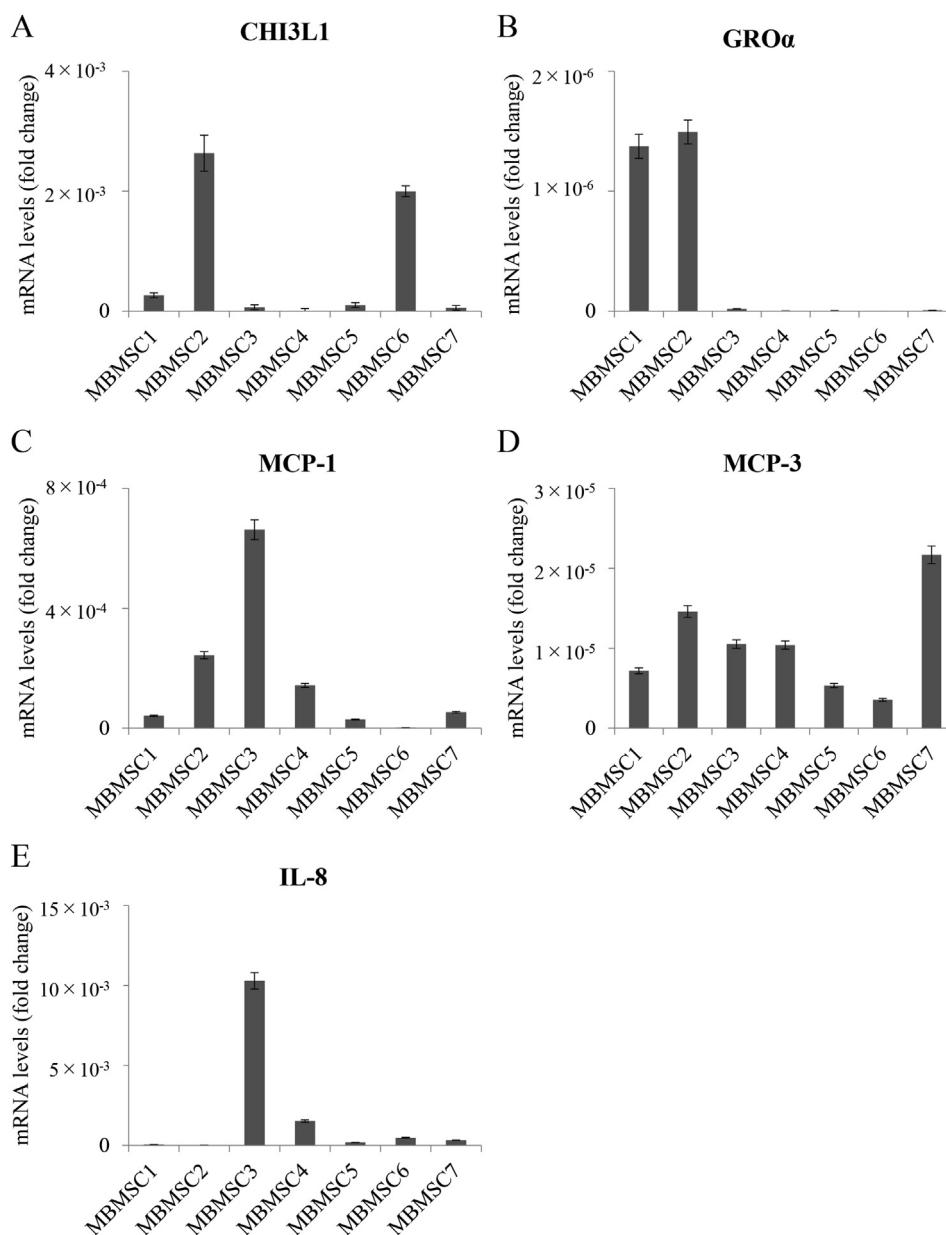 A
CHI3L1
mRNA levels (fold change)
4×10⁻³
2×10⁻³
0
MBMSC1
MBMSC2
MBMSC3
MBMSC4
MBMSC5
MBMSC6
MBMSC7
B
GROα
mRNA levels (fold change)
2×10⁻⁶
1×10⁻⁶
0
MBMSC1
MBMSC2
MBMSC3
MBMSC4
MBMSC5
MBMSC6
MBMSC7
C
MCP-1
mRNA levels (fold change)
8×10⁻⁴
4×10⁻⁴
0
MBMSC1
MBMSC2
MBMSC3
MBMSC4
MBMSC5
MBMSC6
MBMSC7
D
MCP-3
mRNA levels (fold change)
3×10⁻⁵
2×10⁻⁵
1×10⁻⁵
0
MBMSC1
MBMSC2
MBMSC3
MBMSC4
MBMSC5
MBMSC6
MBMSC7
E
IL-8
mRNA levels (fold change)
15×10⁻³
10×10⁻³
5×10⁻³
0
MBMSC1
MBMSC2
MBMSC3
MBMSC4
MBMSC5
MBMSC6
MBMSC7